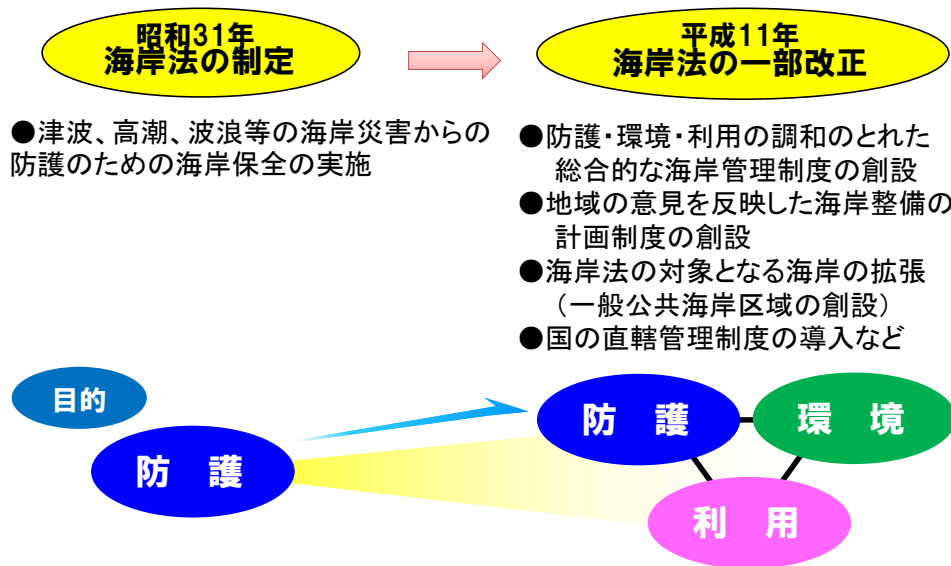 昭和31年
海岸法の制定
平成11年
海岸法の一部改正
●津波、高潮、波浪等の海岸災害からの
防護のための海岸保全の実施
●防護・環境・利用の調和のとれた
総合的な海岸管理制度の創設
●地域の意見を反映した海岸整備の
計画制度の創設
●海岸法の対象となる海岸の拡張
（一般公共海岸区域の創設）
●国の直轄管理制度の導入など
目的
防　護
防　護
環　境
利　用